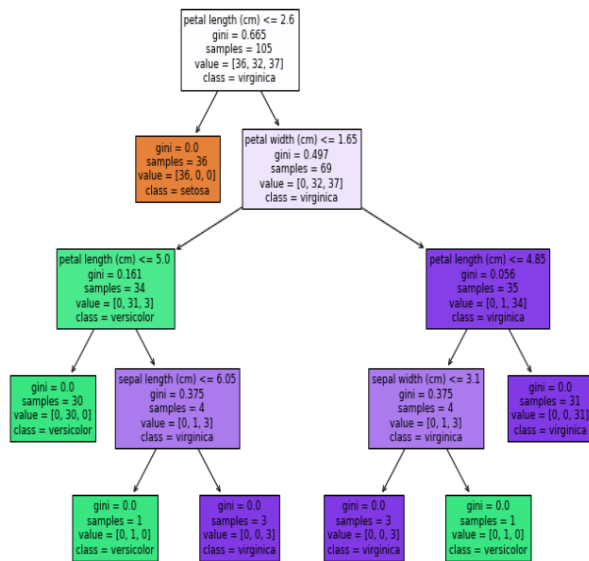 petal length (cm) <= 2.6
gini = 0.665
samples = 105
value = [36, 32, 37]
class = virginica
gini = 0.0
samples = 36
value = [36, 0, 0]
class = setosa
petal width (cm) <= 1.65
gini = 0.497
samples = 69
value = [0, 32, 37]
class = virginica
petal length (cm) <= 5.0
gini = 0.161
samples = 34
value = [0, 31, 3]
class = versicolor
petal length (cm) <= 4.85
gini = 0.056
samples = 35
value = [0, 1, 34]
class = virginica
gini = 0.0
samples = 30
value = [0, 30, 0]
class = versicolor
sepal length (cm) <= 6.05
gini = 0.375
samples = 4
value = [0, 1, 3]
class = virginica
sepal width (cm) <= 3.1
gini = 0.375
samples = 4
value = [0, 1, 3]
class = virginica
gini = 0.0
samples = 31
value = [0, 0, 31]
class = virginica
gini = 0.0
samples = 1
value = [0, 1, 0]
class = versicolor
gini = 0.0
samples = 3
value = [0, 0, 3]
class = virginica
gini = 0.0
samples = 3
value = [0, 0, 3]
class = virginica
gini = 0.0
samples = 1
value = [0, 1, 0]
class = versicolor